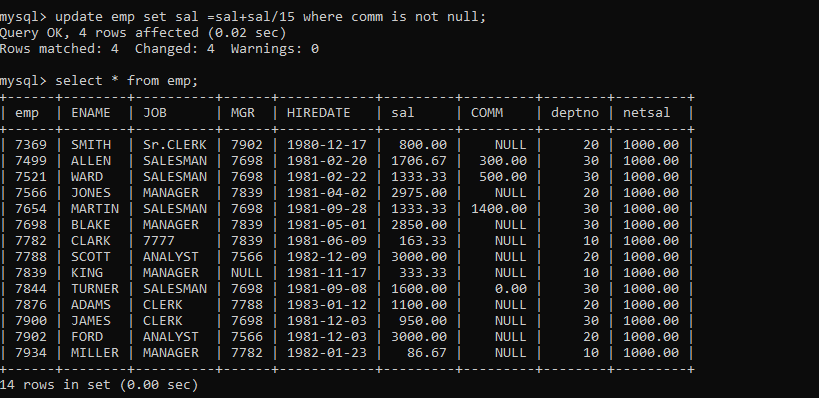 mysql> update emp set sal =sal+sal/15 where comm is not null;
Query OK, 4 rows affected (0.02 sec)
Rows matched: 4  Changed: 4  Warnings: 0

mysql> select * from emp;
+------+--------+-----------+------+------------+---------+---------+--------+---------+
| emp  | ENAME  | JOB       | MGR  | HIREDATE   | sal     | COMM    | deptno | netsal  |
+------+--------+-----------+------+------------+---------+---------+--------+---------+
| 7369 | SMITH  | Sr.CLERK  | 7902 | 1980-12-17 |  800.00 |    NULL |     20 | 1000.00 |
| 7499 | ALLEN  | SALESMAN  | 7698 | 1981-02-20 | 1706.67 |  300.00 |     30 | 1000.00 |
| 7521 | WARD   | SALESMAN  | 7698 | 1981-02-22 | 1333.33 |  500.00 |     30 | 1000.00 |
| 7566 | JONES  | MANAGER   | 7839 | 1981-04-02 | 2975.00 |    NULL |     20 | 1000.00 |
| 7654 | MARTIN | SALESMAN  | 7698 | 1981-09-28 | 1333.33 | 1400.00 |     30 | 1000.00 |
| 7698 | BLAKE  | MANAGER   | 7839 | 1981-05-01 | 2850.00 |    NULL |     30 | 1000.00 |
| 7782 | CLARK  | 7777      | 7839 | 1981-06-09 |  163.33 |    NULL |     10 | 1000.00 |
| 7788 | SCOTT  | ANALYST   | 7566 | 1982-12-09 | 3000.00 |    NULL |     20 | 1000.00 |
| 7839 | KING   | MANAGER   | NULL | 1981-11-17 |  333.33 |    NULL |     10 | 1000.00 |
| 7844 | TURNER | SALESMAN  | 7698 | 1981-09-08 | 1600.00 |    0.00 |     30 | 1000.00 |
| 7876 | ADAMS  | CLERK     | 7788 | 1983-01-12 | 1100.00 |    NULL |     20 | 1000.00 |
| 7900 | JAMES  | CLERK     | 7698 | 1981-12-03 |  950.00 |    NULL |     30 | 1000.00 |
| 7902 | FORD   | ANALYST   | 7566 | 1981-12-03 | 3000.00 |    NULL |     20 | 1000.00 |
| 7934 | MILLER | MANAGER   | 7782 | 1982-01-23 |   86.67 |    NULL |     10 | 1000.00 |
+------+--------+-----------+------+------------+---------+---------+--------+---------+
14 rows in set (0.00 sec)